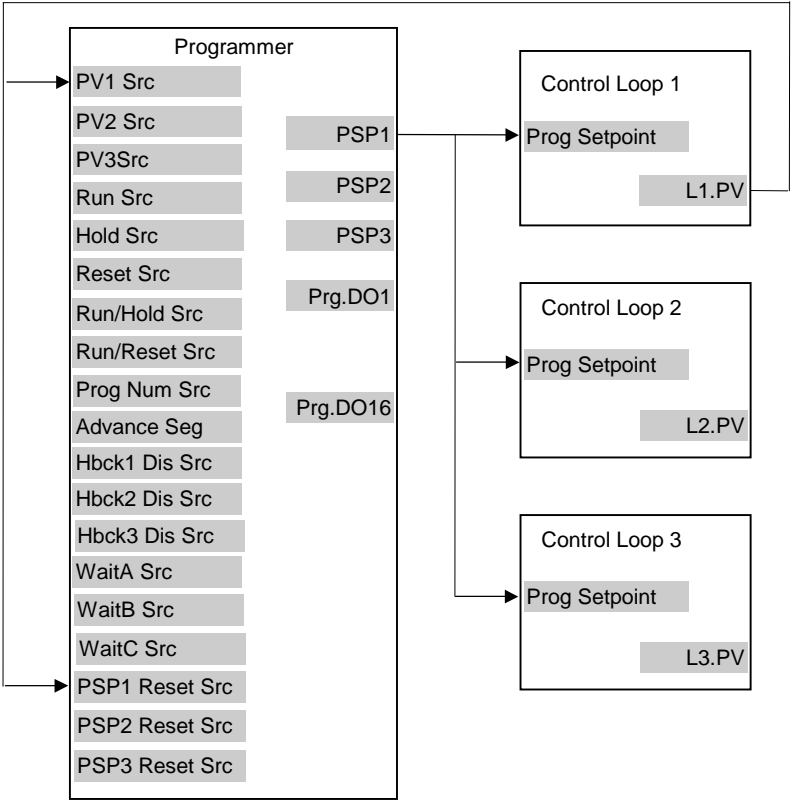 Programmer
PV1 Src
PV2 Src
PV3Src
Run Src
Hold Src
Reset Src
Run/Hold Src
Run/Reset Src
Prog Num Src
Advance Seg
Hbck1 Dis Src
Hbck2 Dis Src
Hbck3 Dis Src
WaitA Src
WaitB Src
WaitC Src
PSP1 Reset Src
PSP2 Reset Src
PSP3 Reset Src
PSP1
PSP2
PSP3
Prg.DO1
Prg.DO16
Control Loop 1
Prog Setpoint
L1.PV
Control Loop 2
Prog Setpoint
L2.PV
Control Loop 3
Prog Setpoint
L3.PV